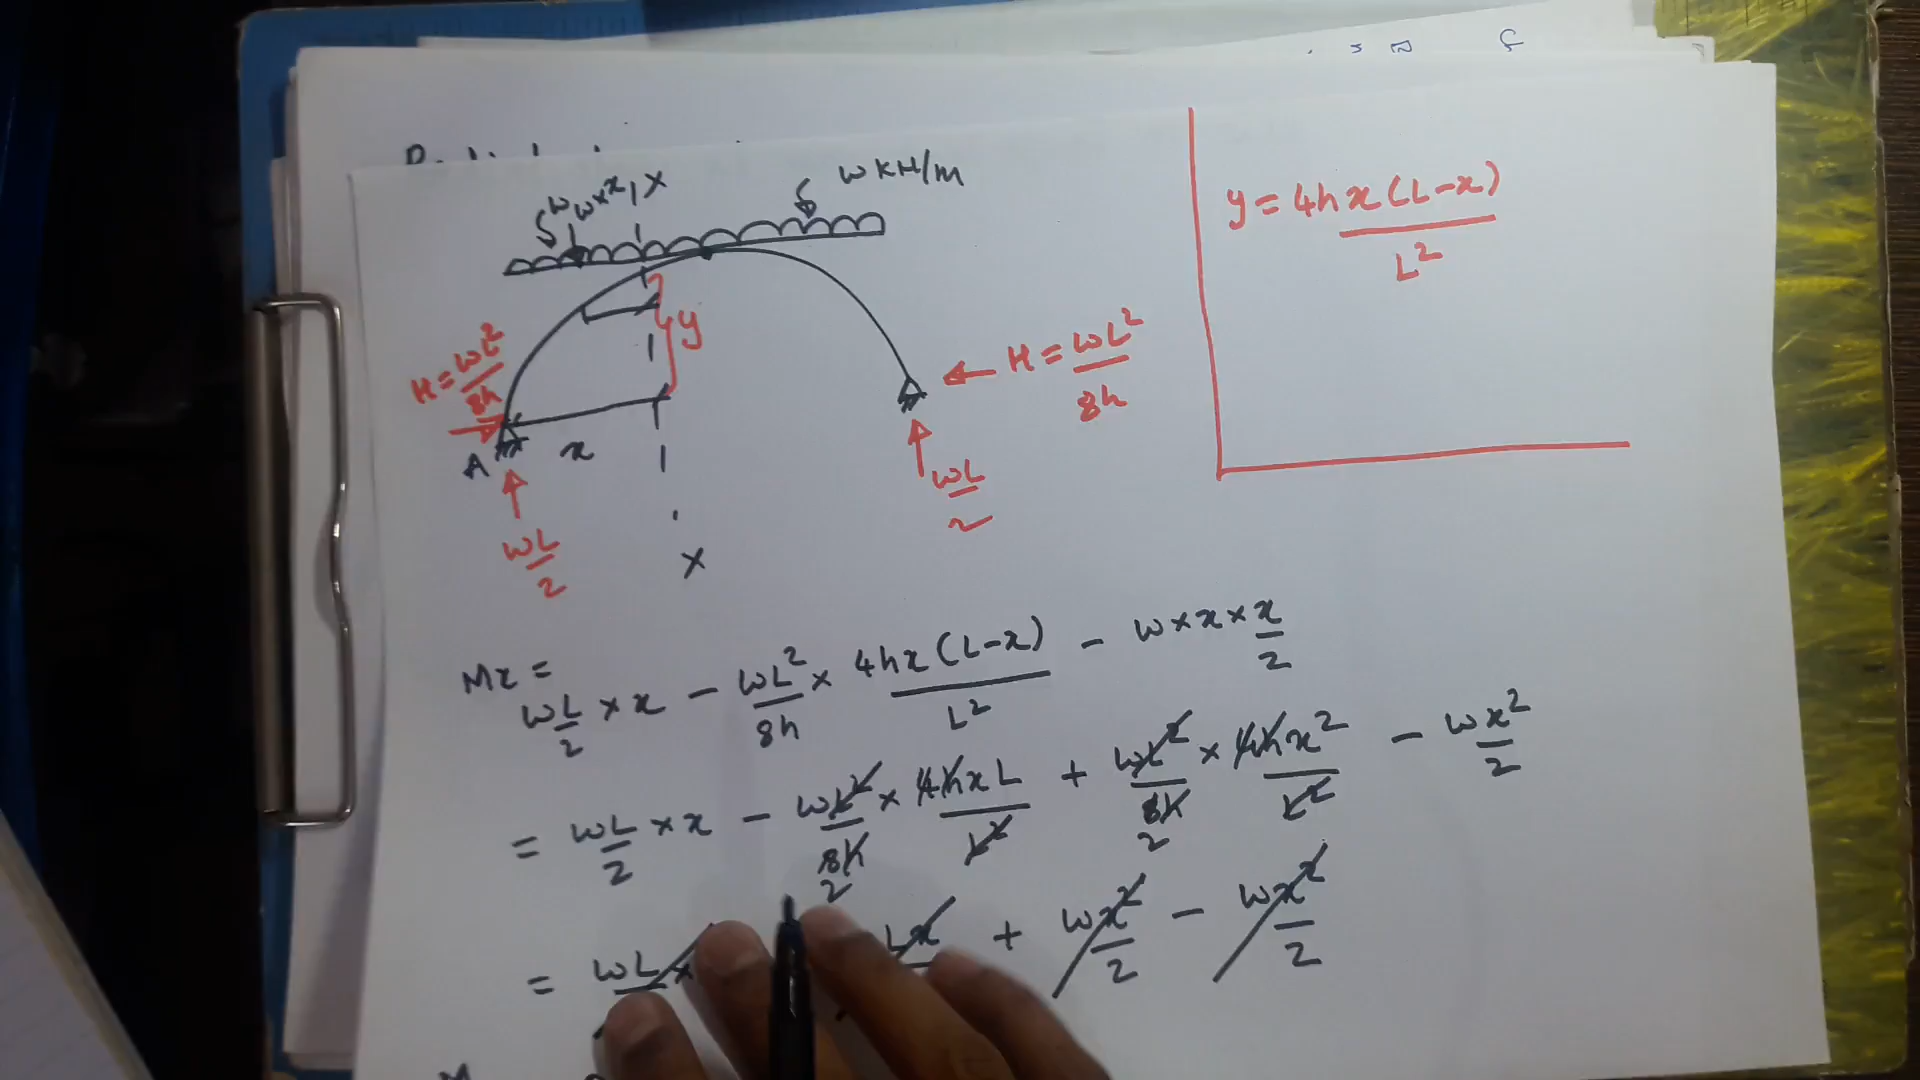 w
w×x
X
w KN/m
y = 4hx(L-x)
L²
y
H = wL²
8h
H = wL²
8h
A
x
wL
2
wL
2
X
Mx =
wL/2 × x - wL²/8h × 4hx(L-x)/L² - w×x×x/2
= wL/2 × x - wL²/8h × 4hxL/L² + wL²/8h × 4hx²/L² - wx²/2
2
2
= wL x Lx + wx²/2 - wx²/2